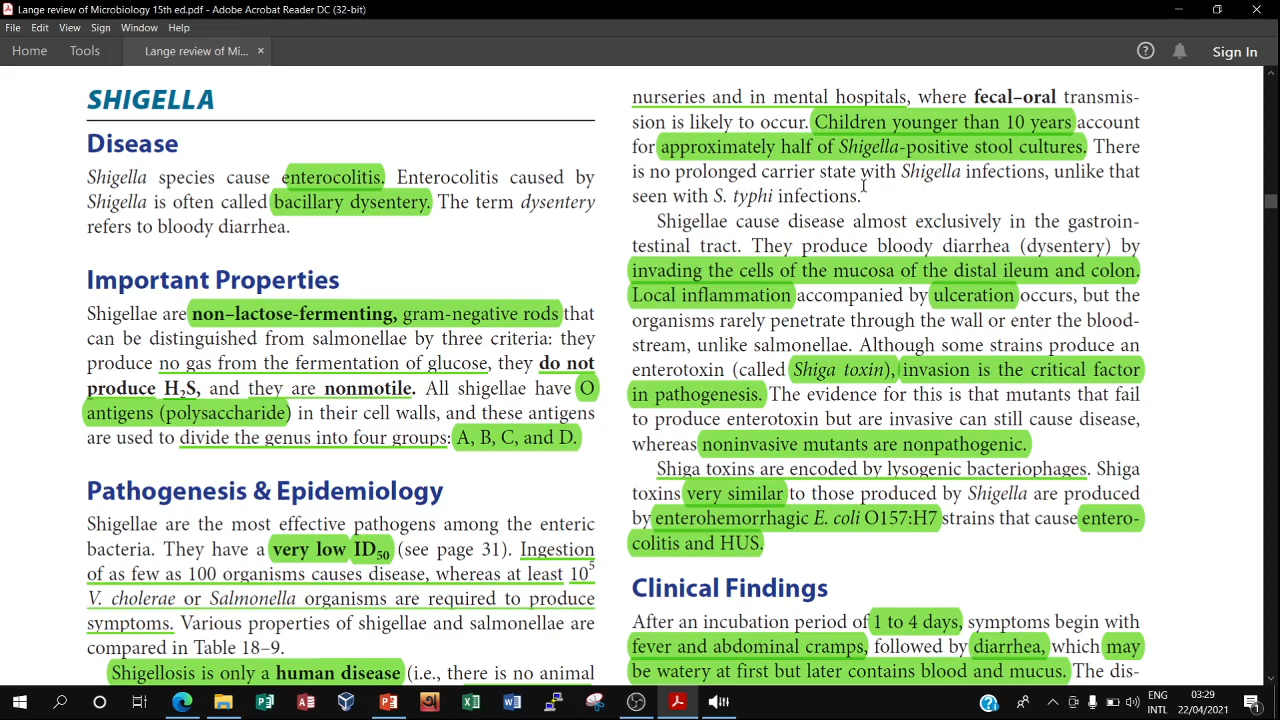 Lange review of Microbiology 15th ed.pdf - Adobe Acrobat Reader DC (32-bit)
File Edit View Sign Window Help
Home Tools Lange review of Mi... × Sign In
SHIGELLA
Disease
Shigella species cause enterocolitis. Enterocolitis caused by
Shigella is often called bacillary dysentery. The term dysentery
refers to bloody diarrhea.
Important Properties
Shigellae are non–lactose-fermenting, gram-negative rods that
can be distinguished from salmonellae by three criteria: they
produce no gas from the fermentation of glucose, they do not
produce H2S, and they are nonmotile. All shigellae have O
antigens (polysaccharide) in their cell walls, and these antigens
are used to divide the genus into four groups: A, B, C, and D.
Pathogenesis & Epidemiology
Shigellae are the most effective pathogens among the enteric
bacteria. They have a very low ID50 (see page 31). Ingestion
of as few as 100 organisms causes disease, whereas at least 10⁵
V. cholerae or Salmonella organisms are required to produce
symptoms. Various properties of shigellae and salmonellae are
compared in Table 18–9.
Shigellosis is only a human disease (i.e., there is no animal
nurseries and in mental hospitals, where fecal–oral transmis-
sion is likely to occur. Children younger than 10 years account
for approximately half of Shigella-positive stool cultures. There
is no prolonged carrier state with Shigella infections, unlike that
seen with S. typhi infections.
Shigellae cause disease almost exclusively in the gastroin-
testinal tract. They produce bloody diarrhea (dysentery) by
invading the cells of the mucosa of the distal ileum and colon.
Local inflammation accompanied by ulceration occurs, but the
organisms rarely penetrate through the wall or enter the blood-
stream, unlike salmonellae. Although some strains produce an
enterotoxin (called Shiga toxin), invasion is the critical factor
in pathogenesis. The evidence for this is that mutants that fail
to produce enterotoxin but are invasive can still cause disease,
whereas noninvasive mutants are nonpathogenic.
Shiga toxins are encoded by lysogenic bacteriophages. Shiga
toxins very similar to those produced by Shigella are produced
by enterohemorrhagic E. coli O157:H7 strains that cause entero-
colitis and HUS.
Clinical Findings
After an incubation period of 1 to 4 days, symptoms begin with
fever and abdominal cramps, followed by diarrhea, which may
be watery at first but later contains blood and mucus. The dis-
ENG
INTL
03:29
22/04/2021